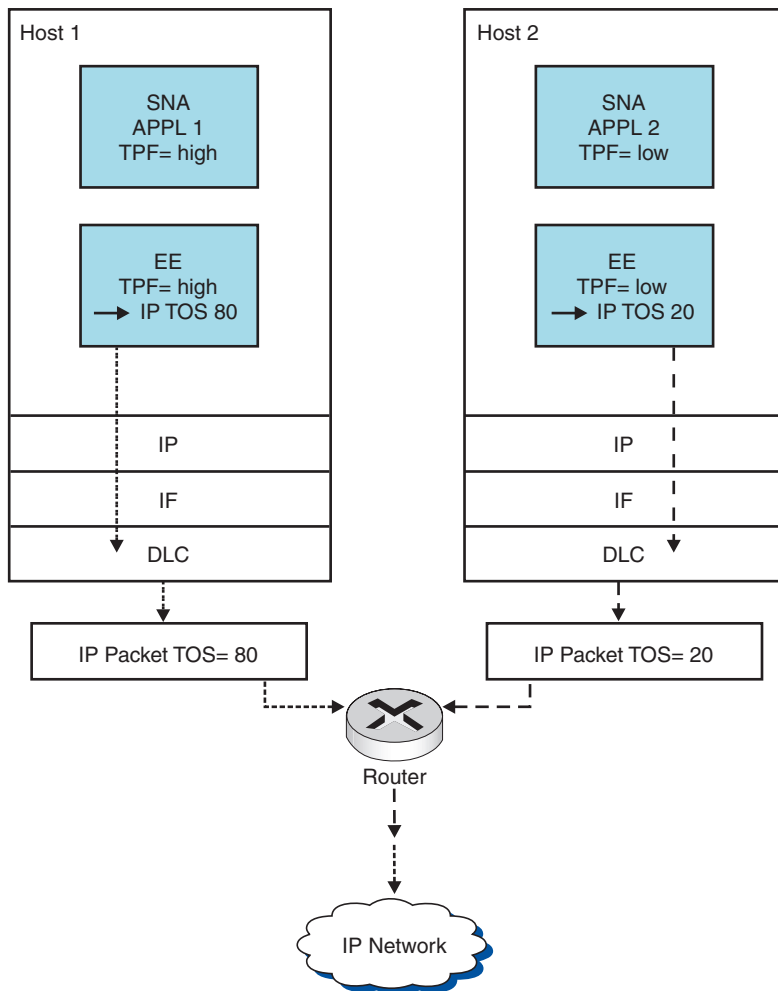 Host 1
SNA
APPL 1
TPF= high
EE
TPF= high
IP TOS 80
IP
IF
DLC
IP Packet TOS= 80
Host 2
SNA
APPL 2
TPF= low
EE
TPF= low
IP TOS 20
IP
IF
DLC
IP Packet TOS= 20
Router
IP Network